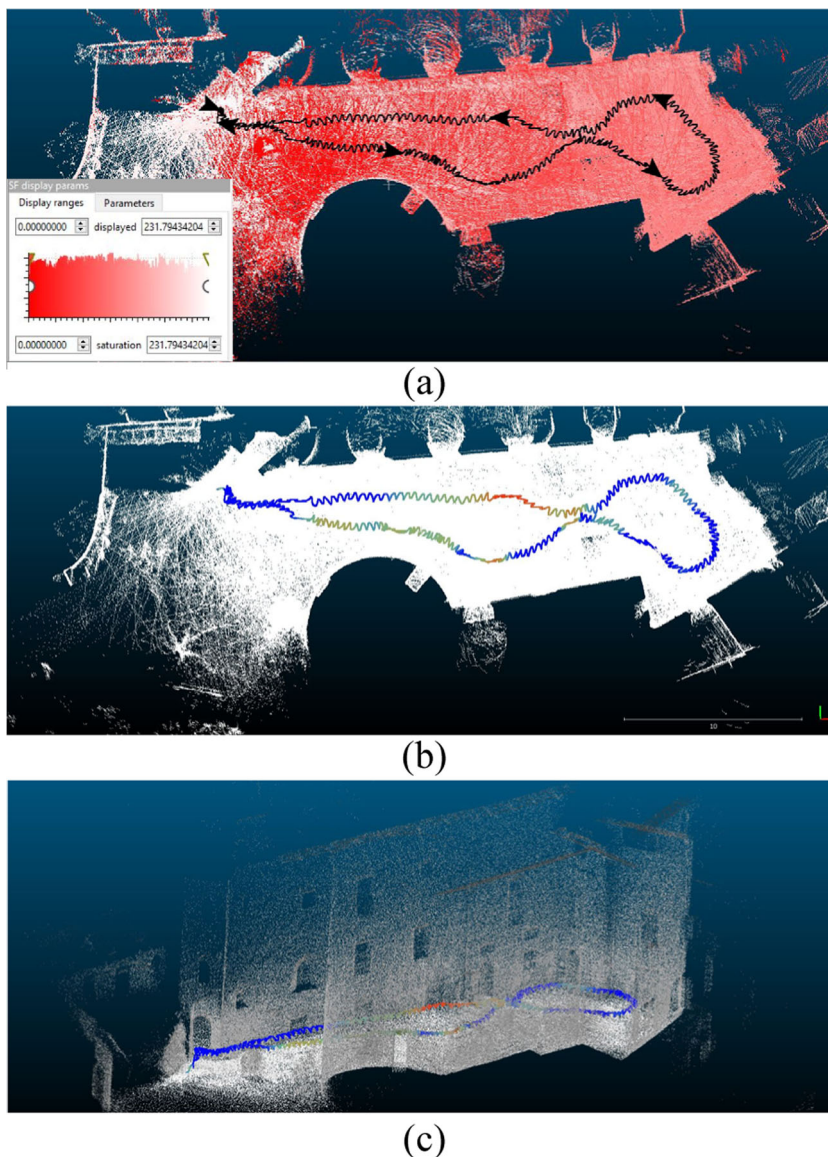 SF display params
Display ranges Parameters
0.00000000 displayed 231.79434204
0.00000000 saturation 231.79434204
(a)
10
(b)
(c)